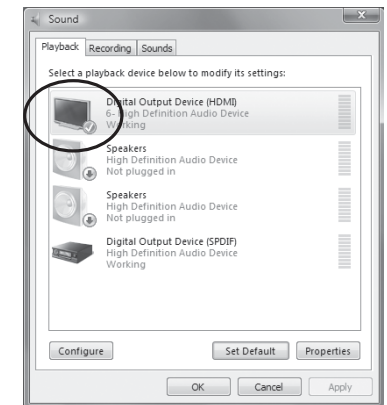 Sound
Playback Recording Sounds
Select a playback device below to modify its settings:
Digital Output Device (HDMI)
6- High Definition Audio Device
Working
Speakers
High Definition Audio Device
Not plugged in
Speakers
High Definition Audio Device
Not plugged in
Digital Output Device (SPDIF)
High Definition Audio Device
Working
Configure Set Default Properties
OK Cancel Apply